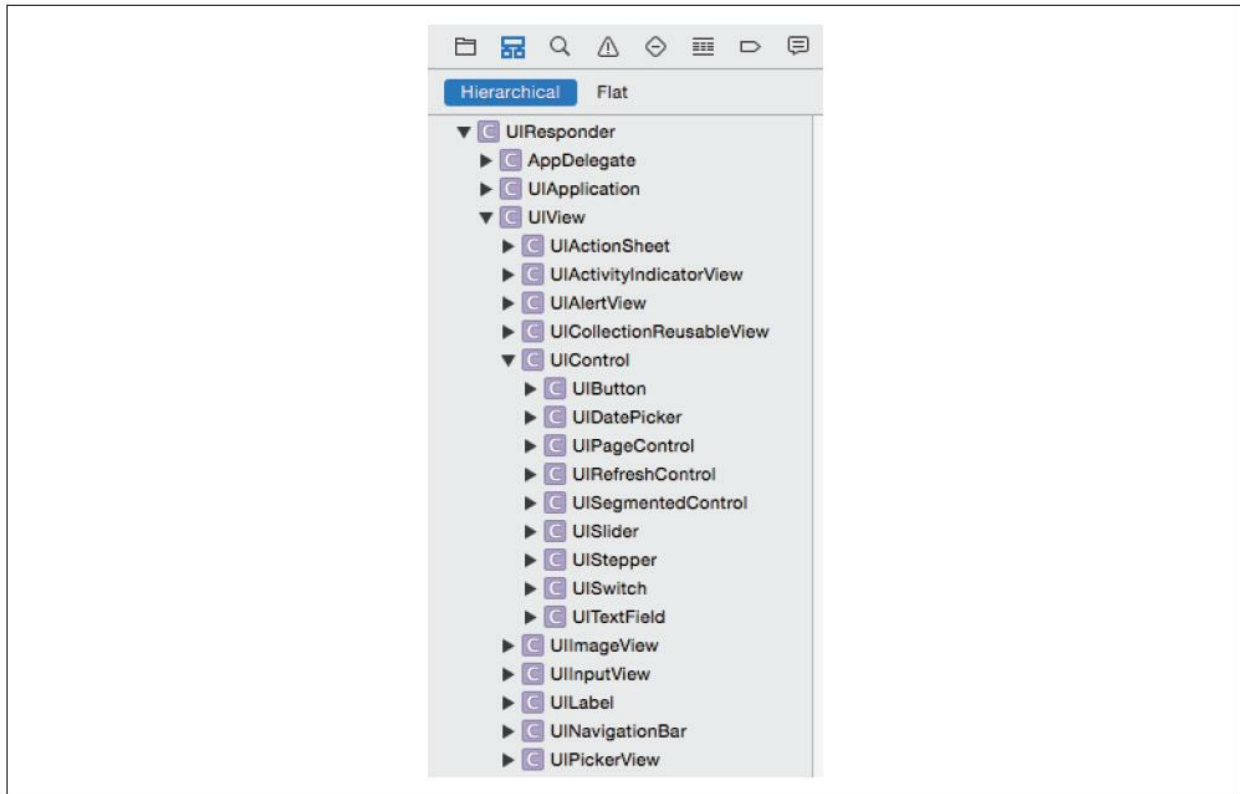 Hierarchical Flat
C UIResponder
C AppDelegate
C UIApplication
C UIView
C UIActionSheet
C UIActivityIndicatorView
C UIAlertView
C UICollectionReusableView
C UIControl
C UIButton
C UIDatePicker
C UIPageControl
C UIRefreshControl
C UISegmentedControl
C UISlider
C UIStepper
C UISwitch
C UITextField
C UIImageView
C UIInputView
C UILabel
C UINavigationBar
C UIPickerView